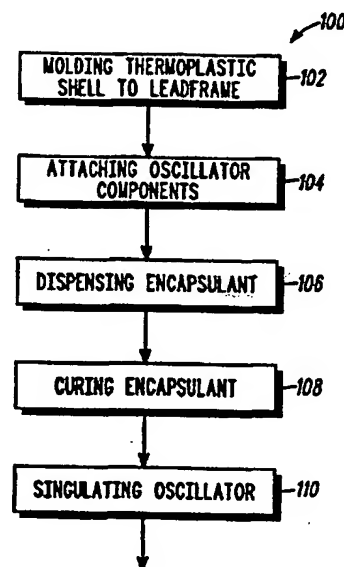 100
MOLDING THERMOPLASTIC
SHELL TO LEADFRAME
102
ATTACHING OSCILLATOR
COMPONENTS
104
DISPENSING ENCAPSULANT
106
CURING ENCAPSULANT
108
SINGULATING OSCILLATOR
110